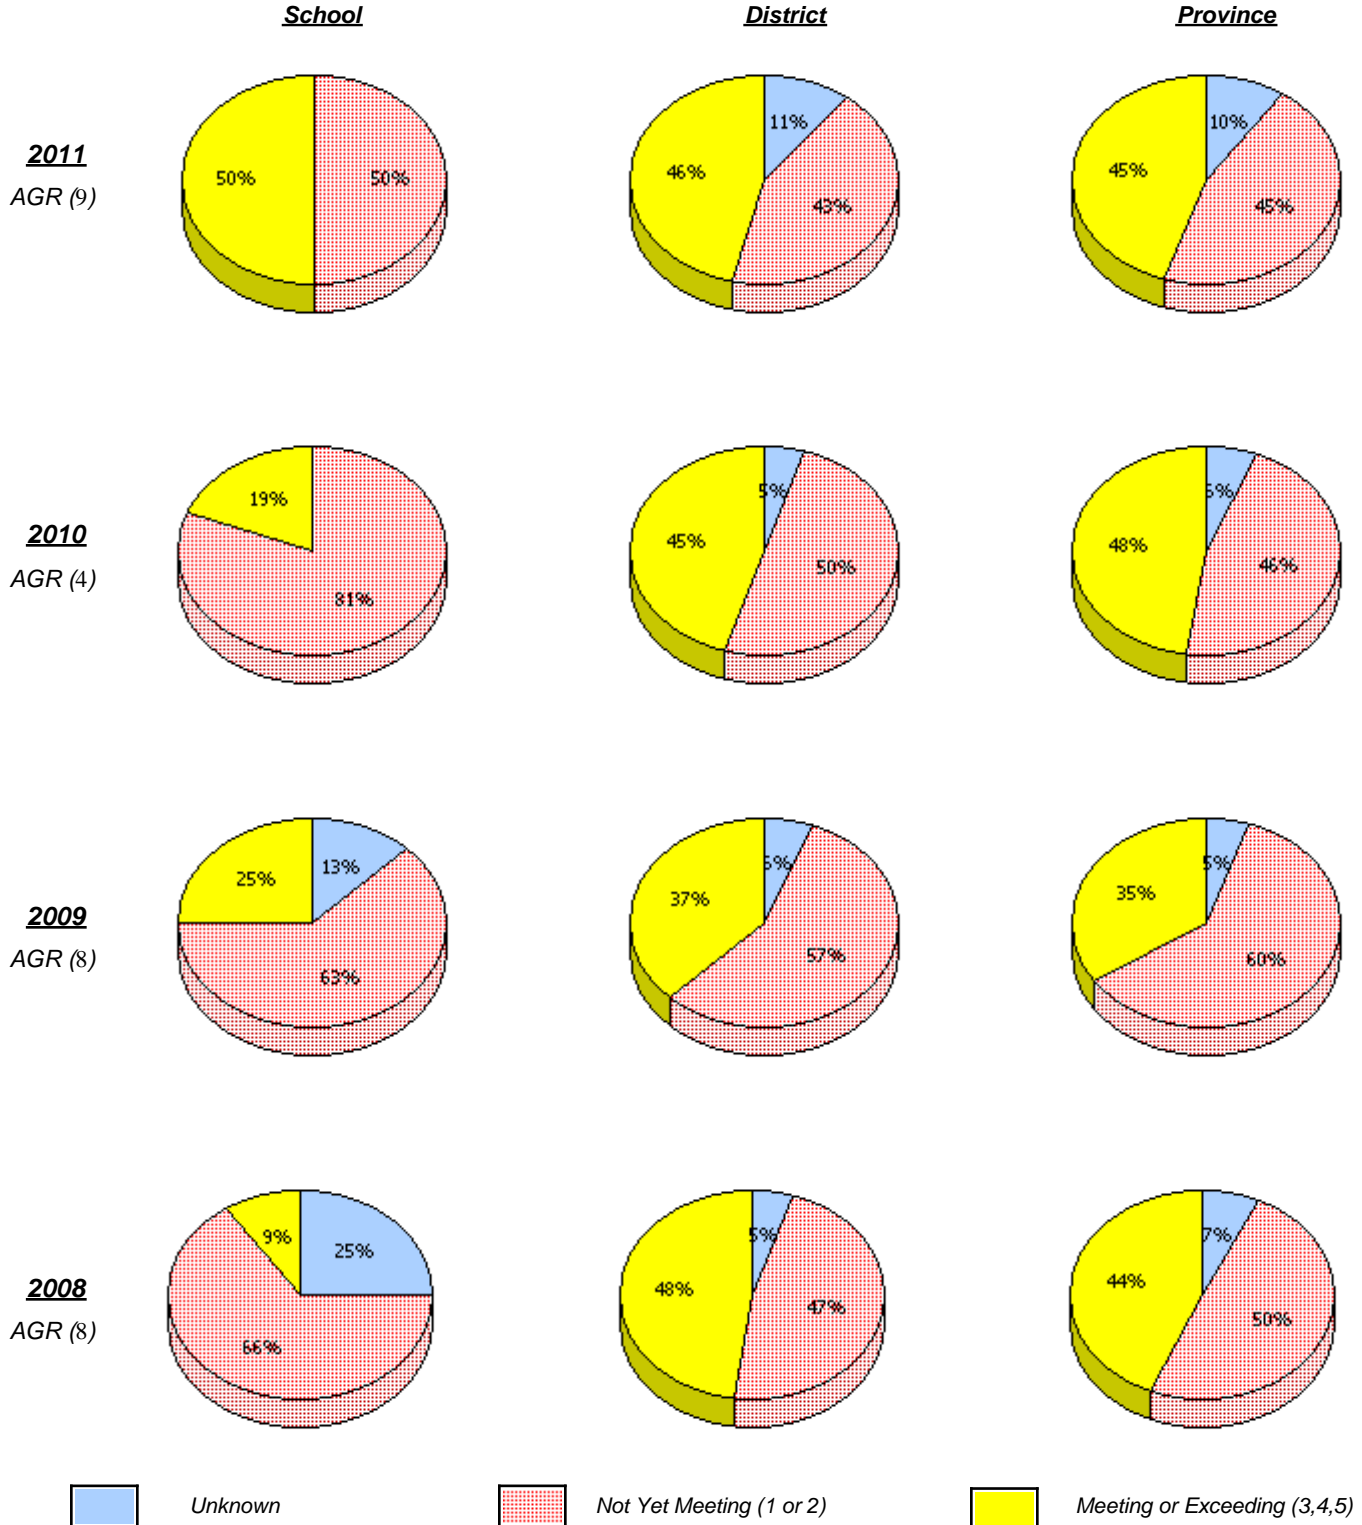 School District Province
2011
AGR (9)
50% 50%
11% 46% 43%
10% 45% 45%
2010
AGR (4)
19% 81%
5% 45% 50%
48% 46%
2009
AGR (8)
25% 13% 63%
37% 57%
5% 35% 60%
2008
AGR (8)
9% 25% 66%
5% 48% 47%
7% 44% 50%
Unknown Not Yet Meeting (1 or 2) Meeting or Exceeding (3,4,5)